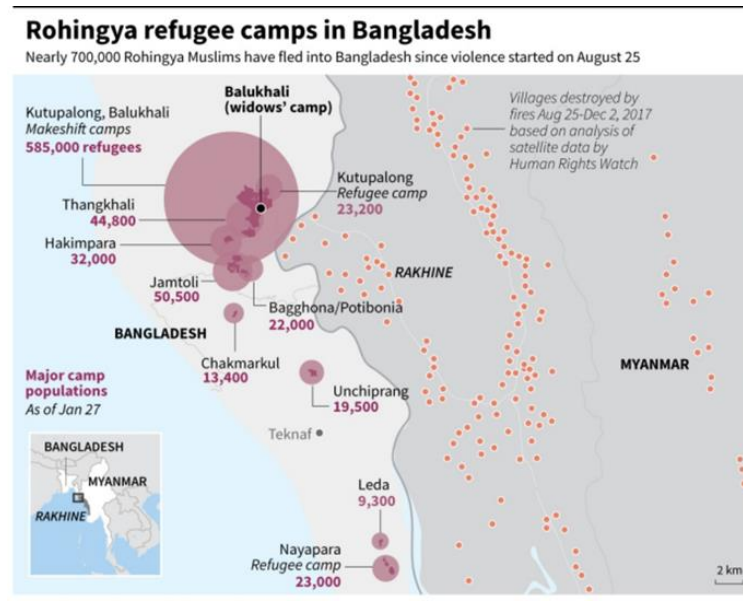 Rohingya refugee camps in Bangladesh
Nearly 700,000 Rohingya Muslims have fled into Bangladesh since violence started on August 25
Balukhali
(widows' camp)
Villages destroyed by
fires Aug 25-Dec 2, 2017
based on analysis of
satellite data by
Human Rights Watch
Kutupalong, Balukhali
Makeshift camps
585,000 refugees
Kutupalong
Refugee camp
23,200
Thangkhali
44,800
Hakimpara
32,000
RAKHINE
Jamtoli
50,500
Bagghona/Potibonia
22,000
BANGLADESH
Chakmarkul
13,400
MYANMAR
Major camp
populations
As of Jan 27
Unchiprang
19,500
Teknaf
BANGLADESH
MYANMAR
RAKHINE
Leda
9,300
Nayapara
Refugee camp
23,000
2 km